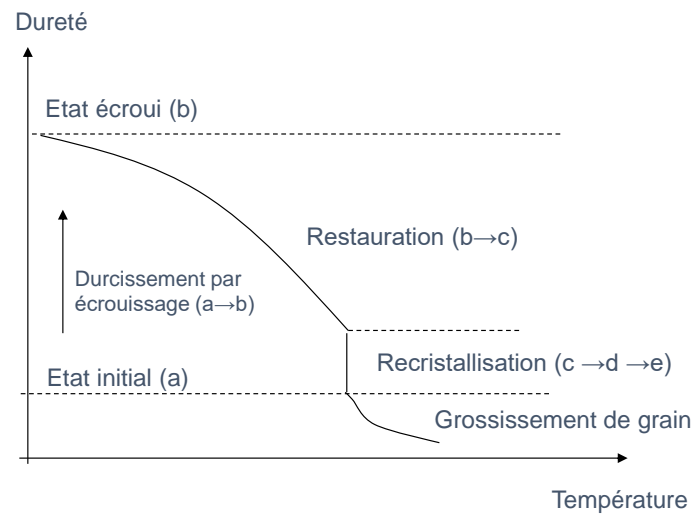 Dureté
Etat écroui (b)
Restauration (b→c)
Durcissement par
écrouissage (a→b)
Recristallisation (c →d →e)
Etat initial (a)
Grossissement de grain
Température